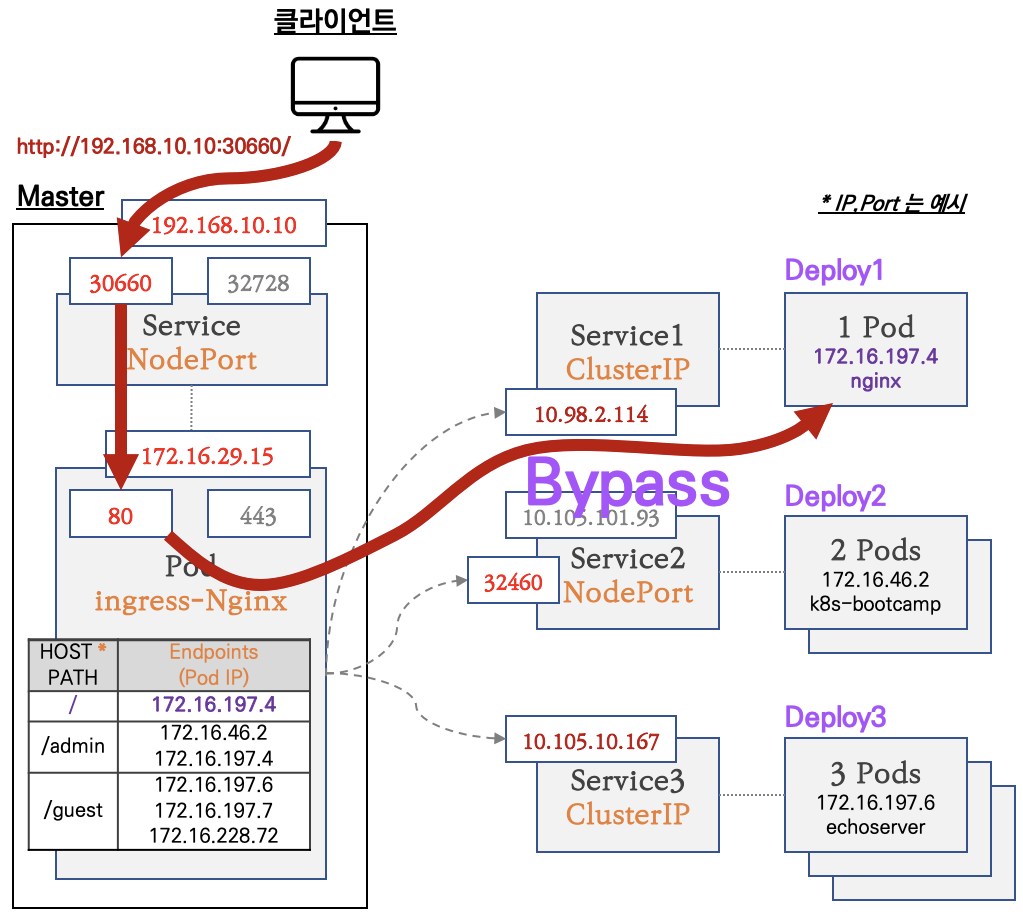 클라이언트
http://192.168.10.10:30660/
Master
* IP,Port 는 예시
192.168.10.10
30660
32728
Service
NodePort
172.16.29.15
80
443
Pod
ingress-Nginx
HOST *
PATH
Endpoints
(Pod IP)
/
172.16.197.4
/admin
172.16.46.2
172.16.197.4
/guest
172.16.197.6
172.16.197.7
172.16.228.72
Service1
ClusterIP
10.98.2.114
Deploy1
1 Pod
172.16.197.4
nginx
Bypass
10.105.101.93
Service2
32460
NodePort
Deploy2
2 Pods
172.16.46.2
k8s-bootcamp
10.105.10.167
Service3
ClusterIP
Deploy3
3 Pods
172.16.197.6
echoserver